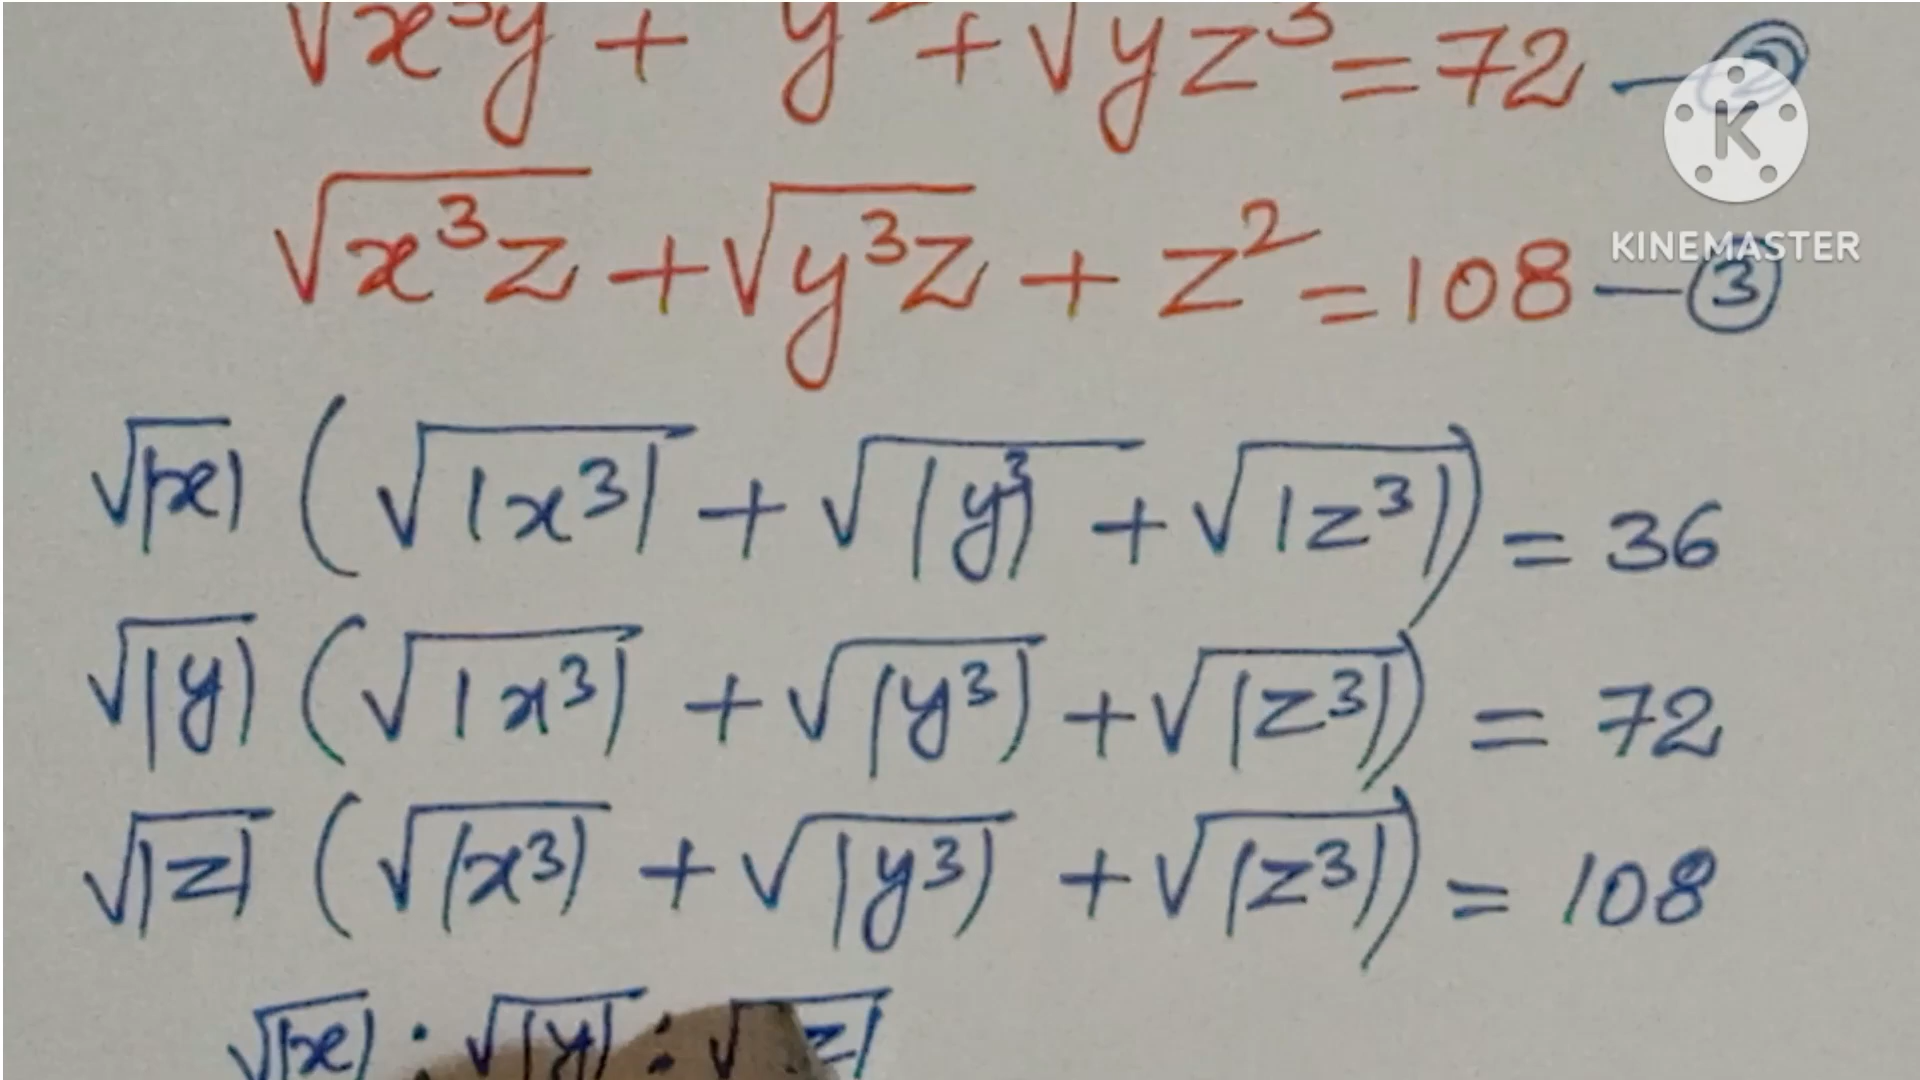 √x³y + y² + √yz³ = 72 — ②
K
KINEMASTER
√x³z + √y³z + z² = 108 — ③
√|x| (√|x³| + √|y³| + √|z³|) = 36
√|y| (√|x³| + √|y³| + √|z³|) = 72
√|z| (√|x³| + √|y³| + √|z³|) = 108
√|x| : √|y| : √|z|